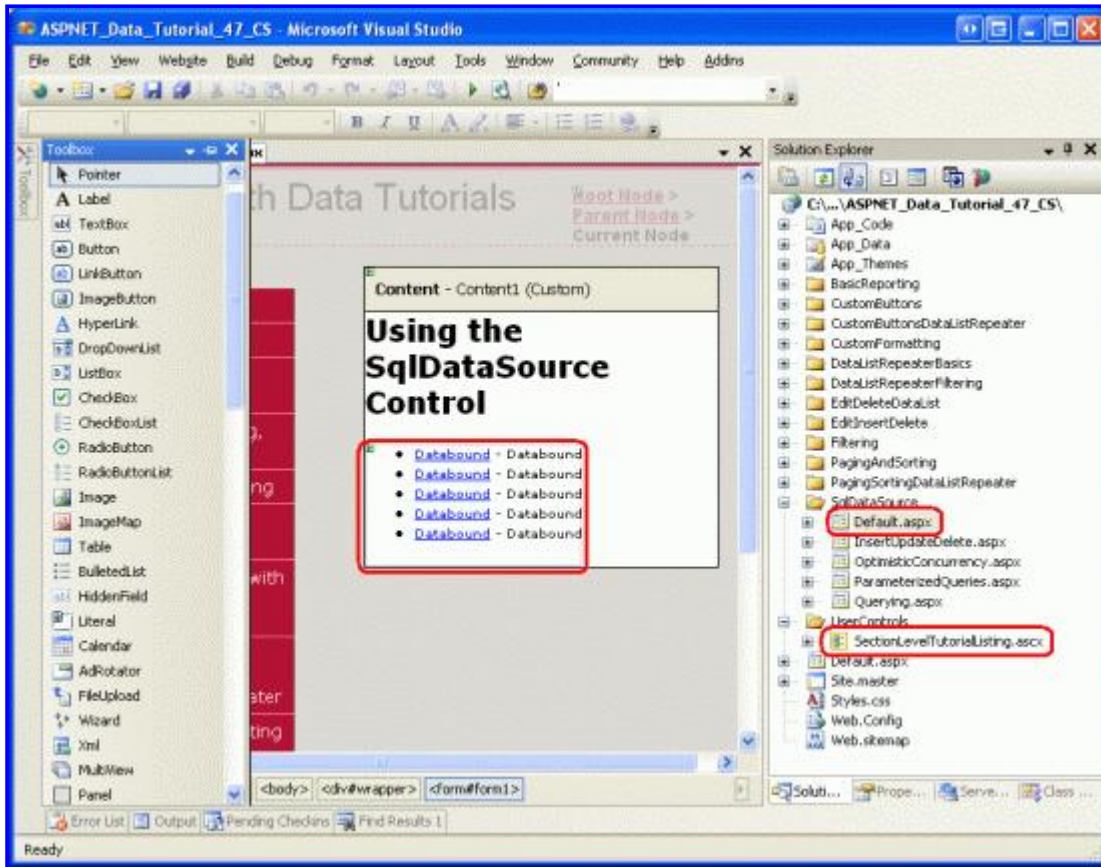 ASPNET_Data_Tutorial_47_CS - Microsoft Visual Studio
File Edit View Website Build Debug Format Layout Tools Window Community Help Addins
B I U A
Toolbox
Toolbox
Pointer
A Label
abl TextBox
ab Button
ab LinkButton
ImageButton
A HyperLink
DropDownList
ListBox
CheckBox
CheckBoxList
RadioButton
RadioButtonList
Image
ImageMap
Table
BulletedList
HiddenField
Literal
Calendar
AdRotator
FileUpload
Wizard
Xml
MultiView
Panel
th Data Tutorials
Root Node >
Parent Node >
Current Node
Content - Content1 (Custom)
Using the
SqlDataSource
Control
Databound - Databound
Databound - Databound
Databound - Databound
Databound - Databound
Databound - Databound
ng
with
ater
ting
<body> <div#wrapper> <form#form1>
Solution Explorer
C:\...\ASPNET_Data_Tutorial_47_CS\
App_Code
App_Data
App_Themes
BasicReporting
CustomButtons
CustomButtonsDataListRepeater
CustomFormatting
DataListRepeaterBasics
DataListRepeaterFiltering
EditDeleteDataList
EditInsertDelete
Filtering
PagingAndSorting
PagingSortingDataListRepeater
SqlDataSource
Default.aspx
InsertUpdateDelete.aspx
OptimisticConcurrency.aspx
ParameterizedQueries.aspx
Querying.aspx
UserControls
SectionLevelTutorialListing.ascx
Default.aspx
Site.master
Styles.css
Web.Config
Web.sitemap
Soluti... Prope... Serve... Class ...
Error List Output Pending Checkins Find Results 1
Ready